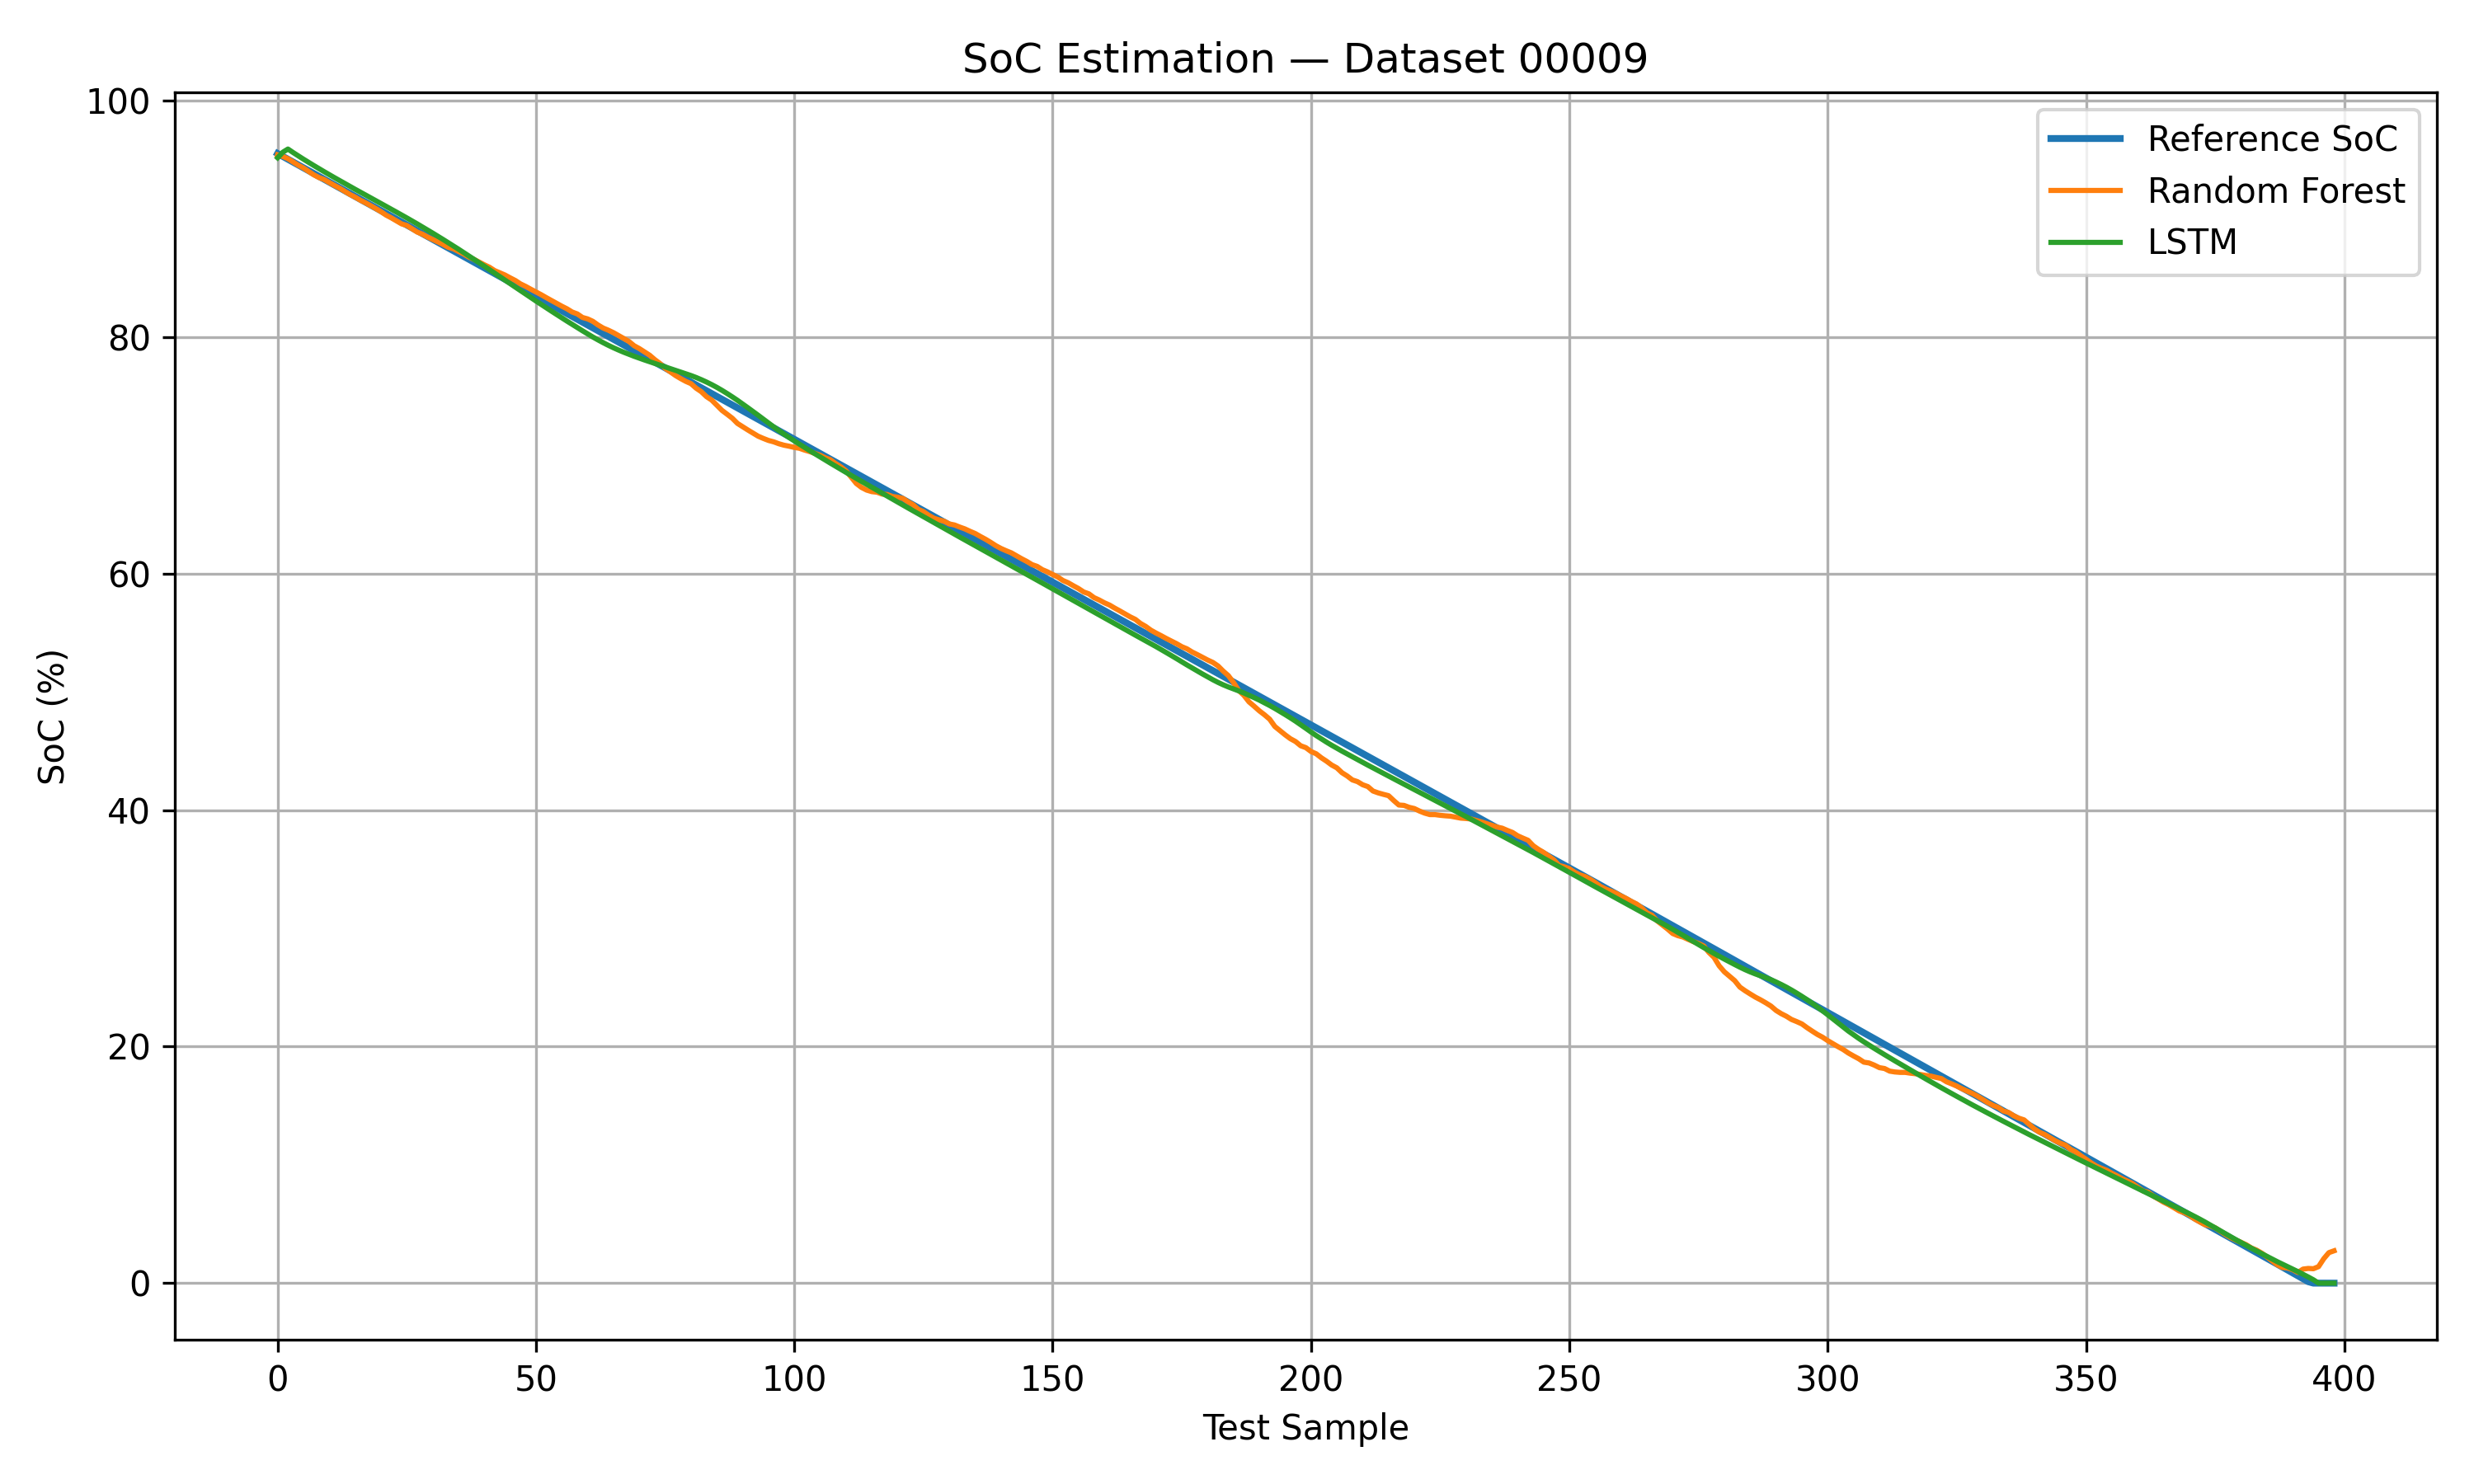 SoC Estimation — Dataset 00009
Reference SoC
Random Forest
LSTM
SoC (%)
100
80
60
40
20
0
0 50 100 150 200 250 300 350 400
Test Sample